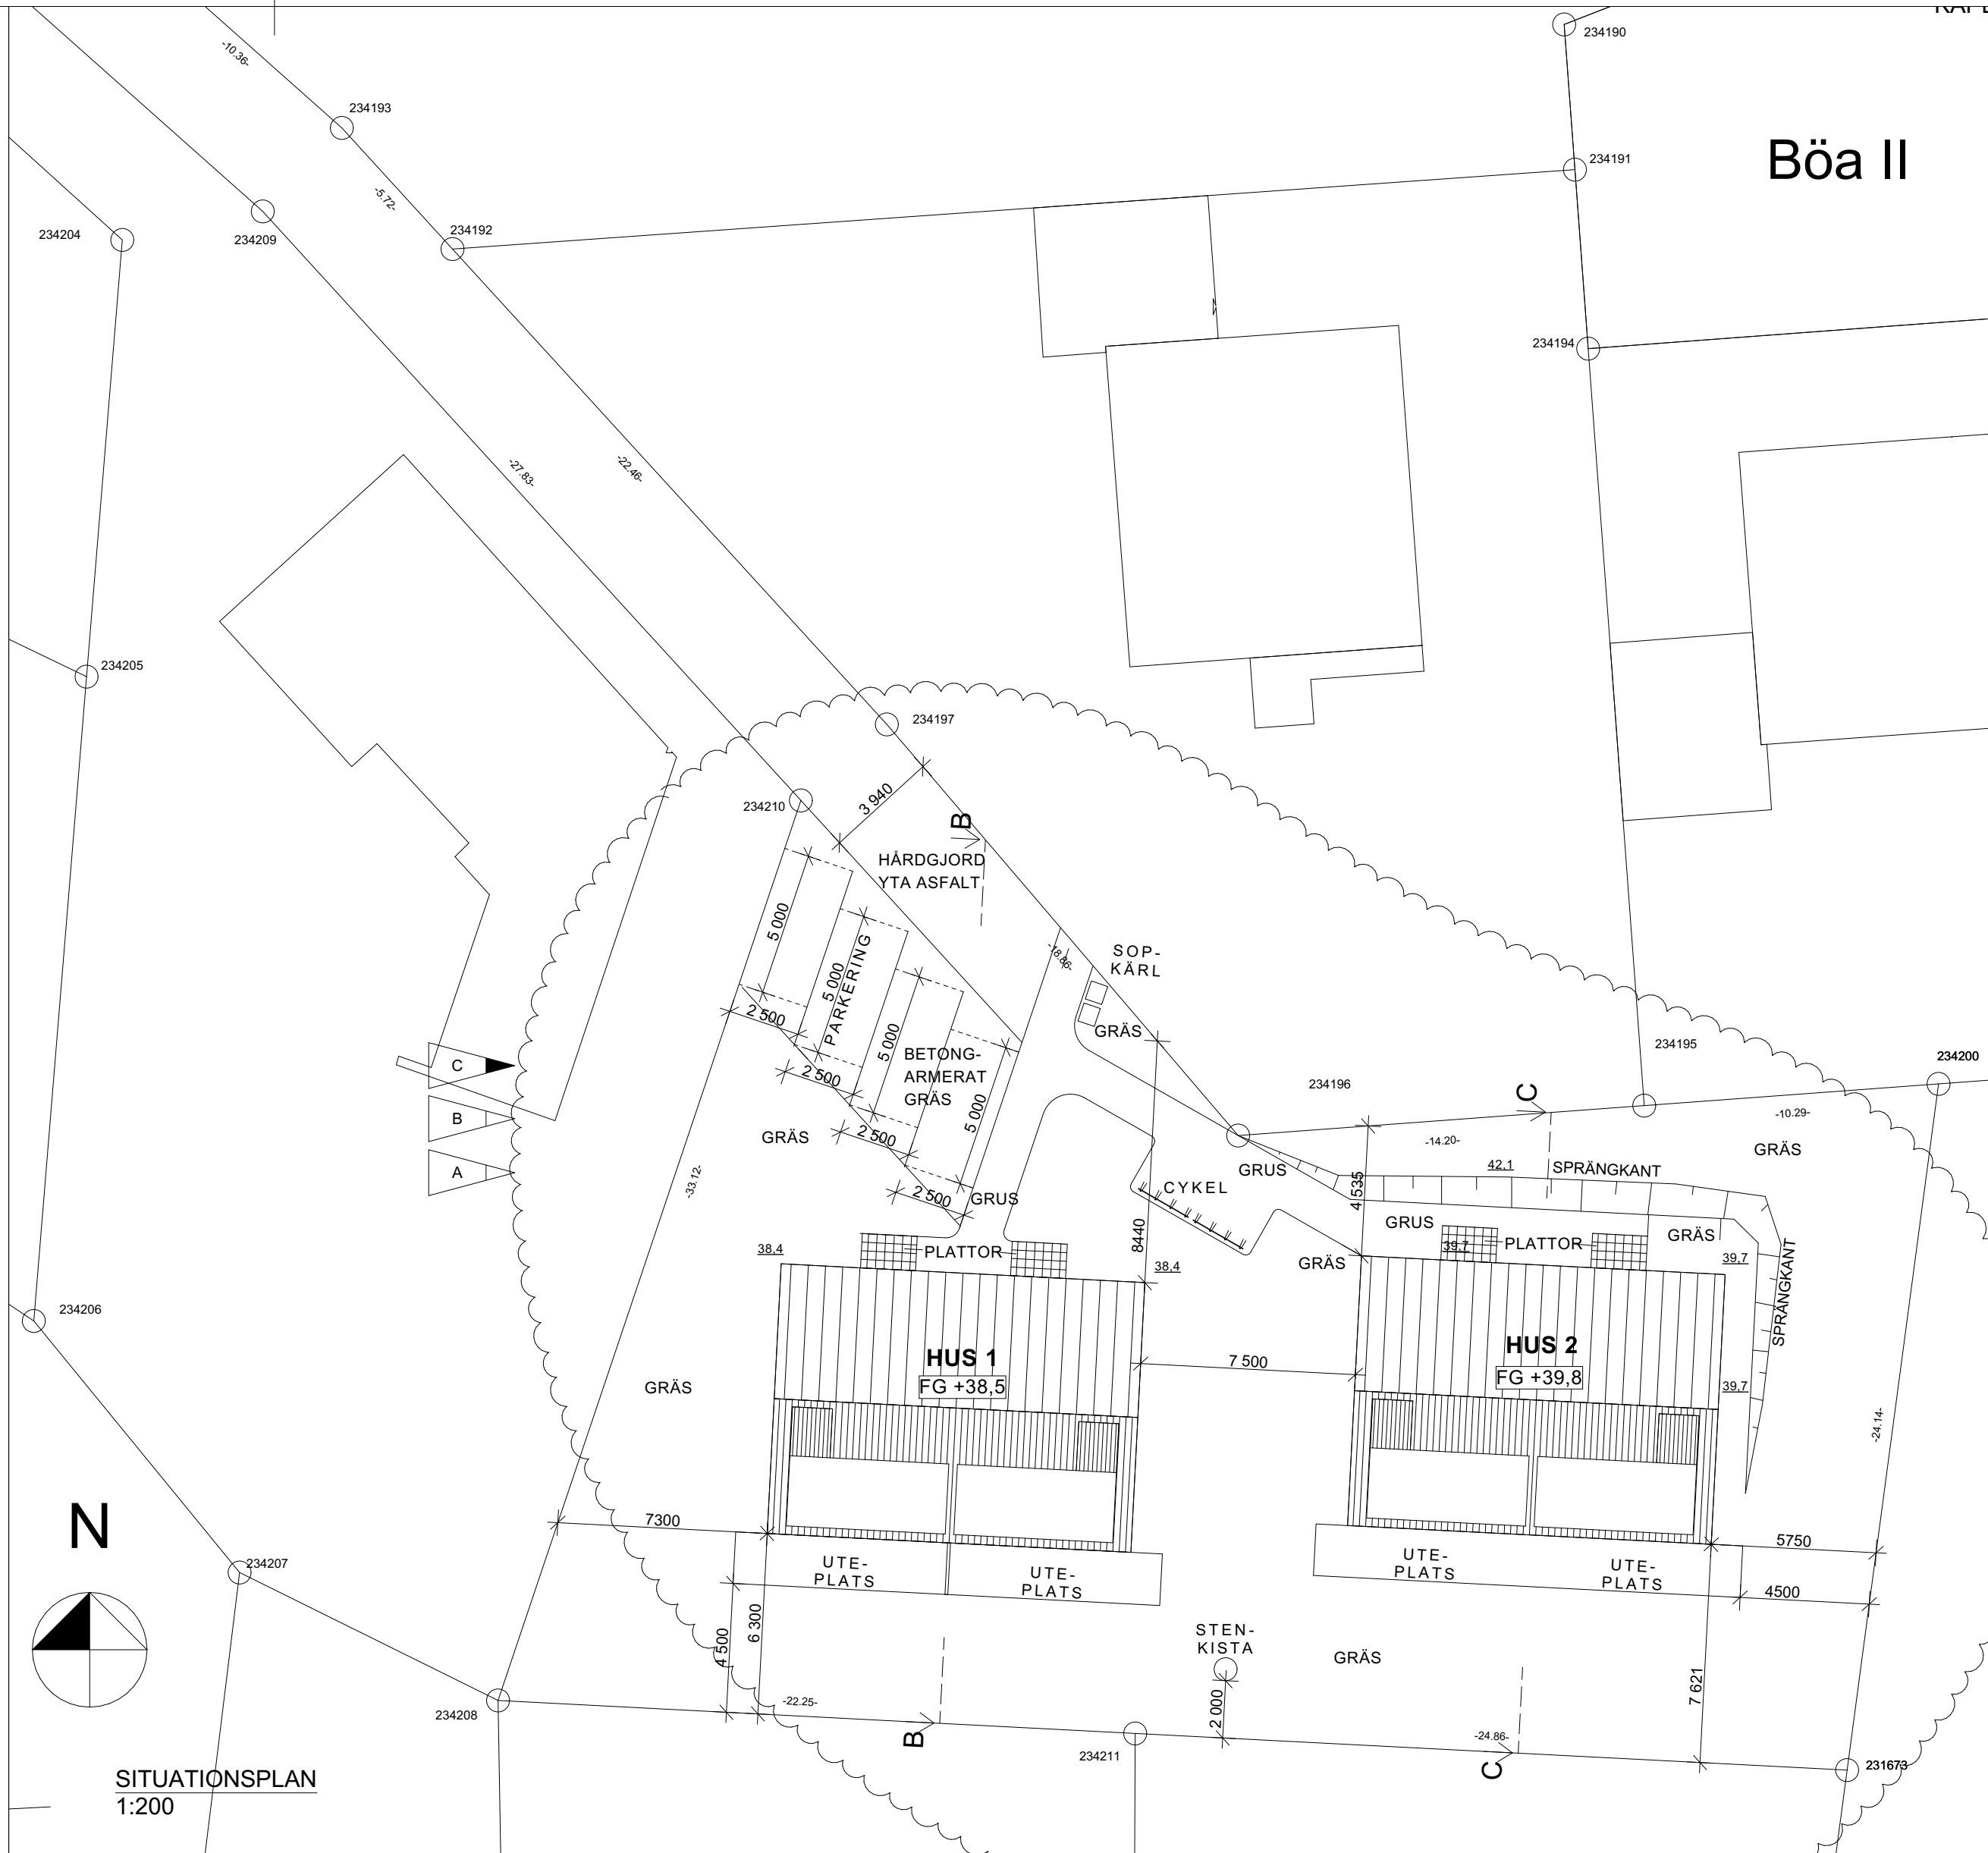 234190
-10.36-
234193
234191
Böa II
-5.72-
234204
234209
234192
234194
-27.83-
-22.46-
234205
234197
234210
3 940
B
HÅRDGJORD
YTA ASFALT
5 000
PARKERING
5 000
-18.86-
SOP-
KÄRL
2 500
5 000
GRÄS
BETONG-
ARMERAT
GRÄS
234195
234200
C
2 500
5 000
234196
C
-10.29-
B
GRÄS
2 500
-14.20-
GRÄS
A
-33.12-
2 500
GRUS
GRUS
42.1
SPRÄNGKANT
CYKEL
4 535
GRUS
GRÄS
38,4
PLATTOR
8440
39,7
PLATTOR
38,4
GRÄS
39,7
SPRÄNGKANT
234206
HUS 1
FG +38,5
7 500
HUS 2
FG +39,8
39,7
GRÄS
-24.14-
N
7300
5750
234207
UTE-
PLATS
UTE-
PLATS
UTE-
PLATS
UTE-
PLATS
4500
4 500
6 300
STEN-
KISTA
GRÄS
7 621
2 000
-22.25-
234208
B
234211
-24.86-
C
231673
SITUATIONSPLAN
1:200